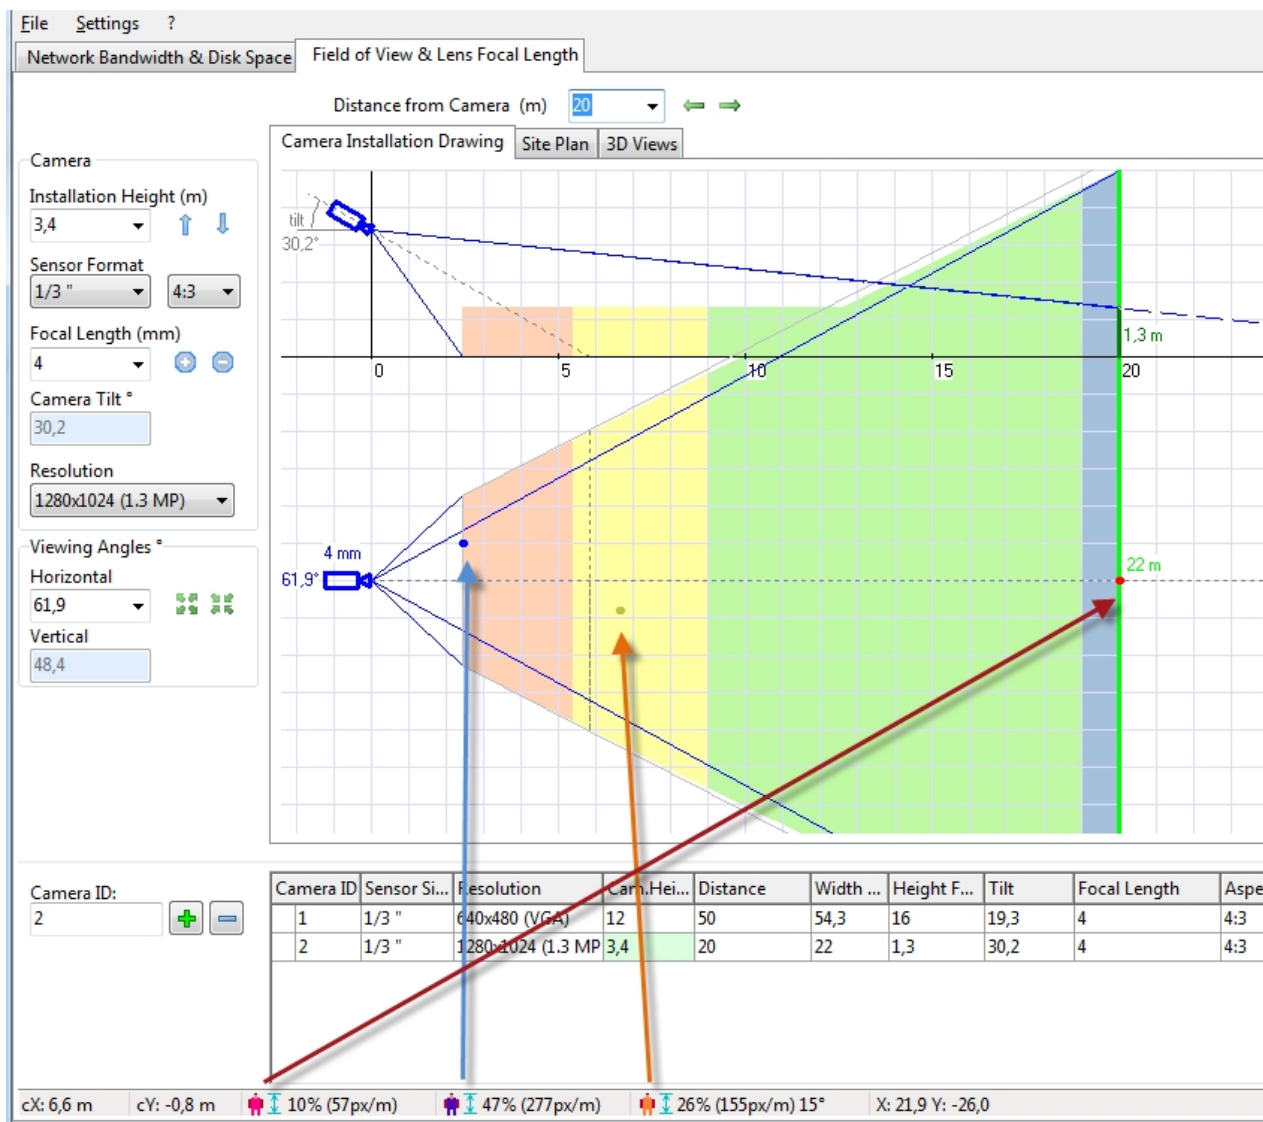 File Settings ?
Network Bandwidth & Disk Space Field of View & Lens Focal Length
Distance from Camera (m) 20
Camera Installation Drawing Site Plan 3D Views
Camera
Installation Height (m)
3,4
Sensor Format
1/3 " 4:3
Focal Length (mm)
4
Camera Tilt °
30,2
Resolution
1280x1024 (1.3 MP)
Viewing Angles °
Horizontal
61,9
Vertical
48,4
tilt
30,2°
1,3 m
0 5 10 15 20
4 mm
61,9°
22 m
Camera ID:
2
Camera ID Sensor Si... Resolution Cam.Hei... Distance Width ... Height F... Tilt Focal Length Aspe
1 1/3 " 640x480 (VGA) 12 50 54,3 16 19,3 4 4:3
2 1/3 " 1280x1024 (1.3 MP 3,4 20 22 1,3 30,2 4 4:3
cX: 6,6 m cY: -0,8 m 10% (57px/m) 47% (277px/m) 26% (155px/m) 15° X: 21,9 Y: -26,0